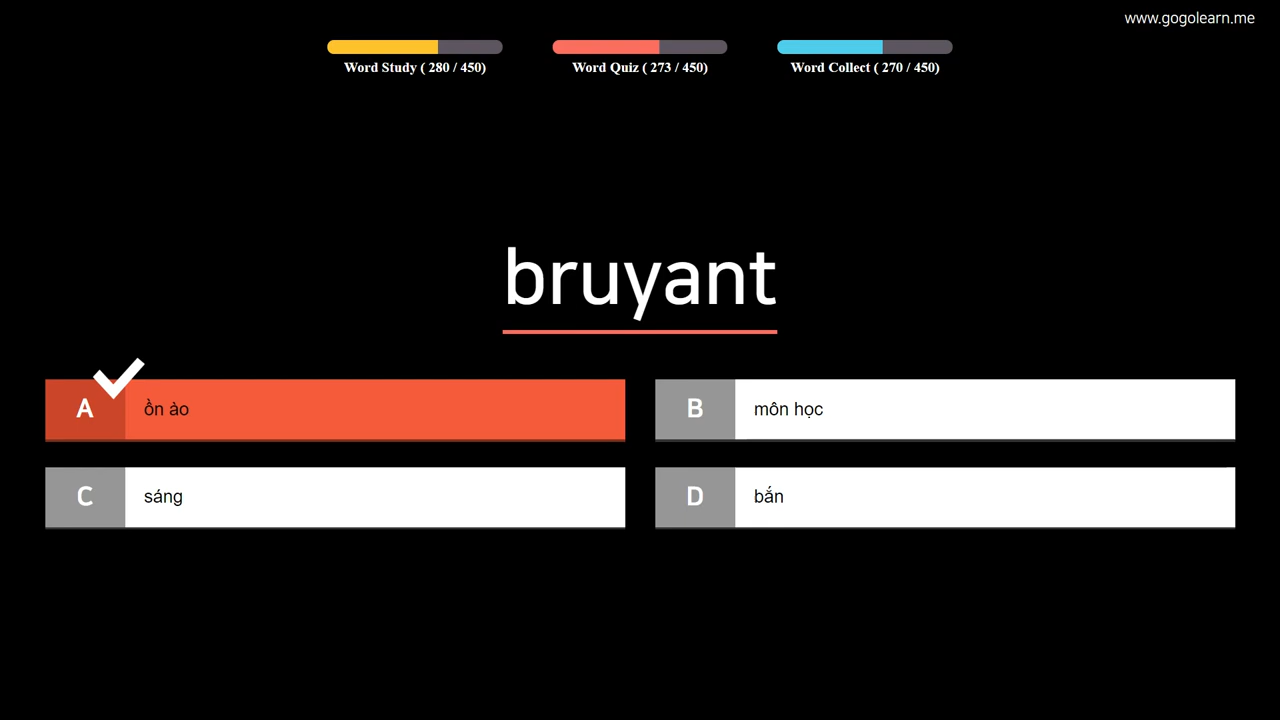 www.gogolearn.me
Word Study ( 280 / 450)
Word Quiz ( 273 / 450)
Word Collect ( 270 / 450)
bruyant
A ồn ào
B môn học
C sáng
D bắn